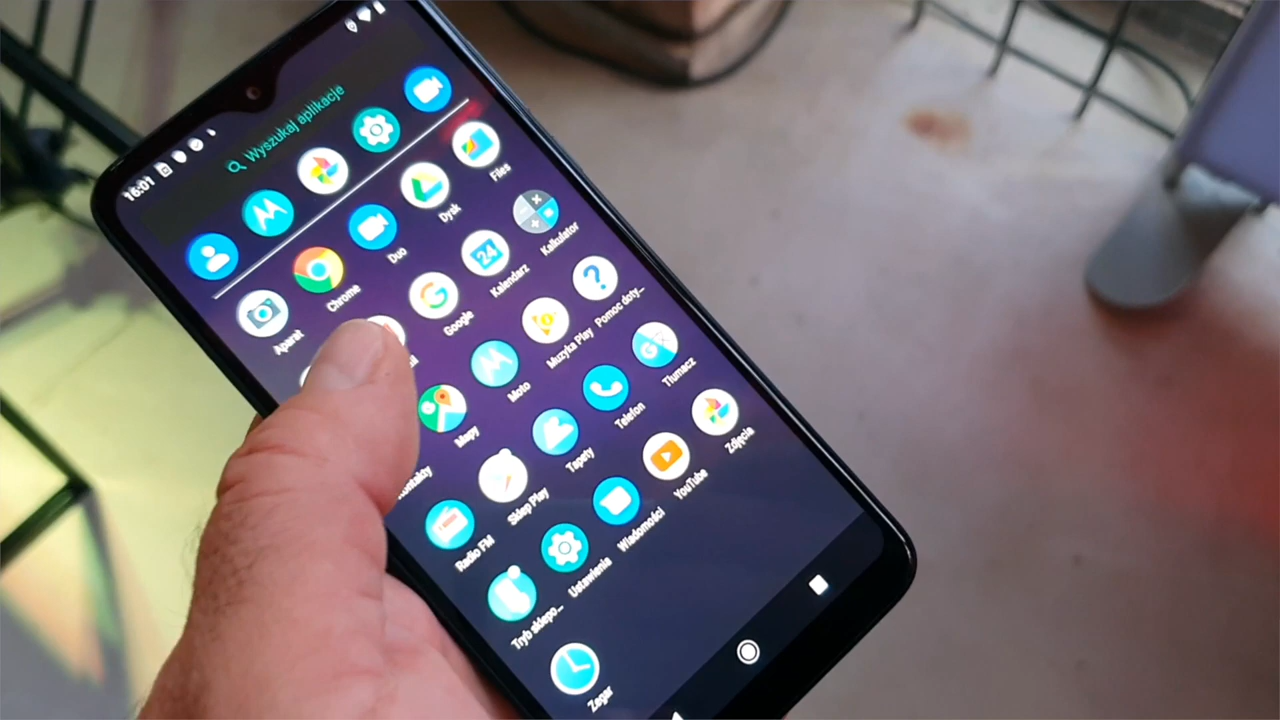 16:01
Wyszukaj aplikacje
Aparat
Chrome
Duo
Dysk
Files
Google
Kalendarz
24
Kalkulator
Mapy
Moto
Muzyka Play
Pomoc doty...
Radio FM
Sklep Play
Tapety
Telefon
Tłumacz
Tryb sklepo...
Ustawienia
Wiadomości
YouTube
Zdjęcia
Zegar